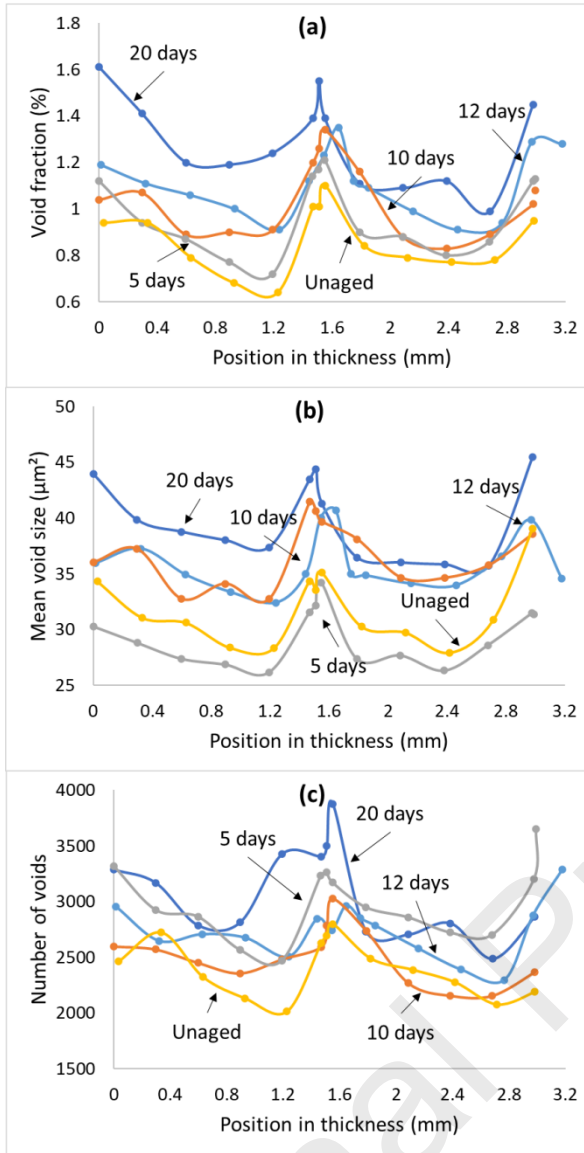 (a)
1.8
1.6
1.4
1.2
1
0.8
0.6
Void fraction (%)
20 days
12 days
10 days
5 days
Unaged
0 0.4 0.8 1.2 1.6 2 2.4 2.8 3.2
Position in thickness (mm)
(b)
50
45
40
35
30
25
Mean void size (µm²)
20 days
12 days
10 days
Unaged
5 days
0 0.4 0.8 1.2 1.6 2 2.4 2.8 3.2
Position in thickness (mm)
(c)
4000
3500
3000
2500
2000
1500
Number of voids
20 days
5 days
12 days
Unaged
10 days
0 0.4 0.8 1.2 1.6 2 2.4 2.8 3.2
Position in thickness (mm)